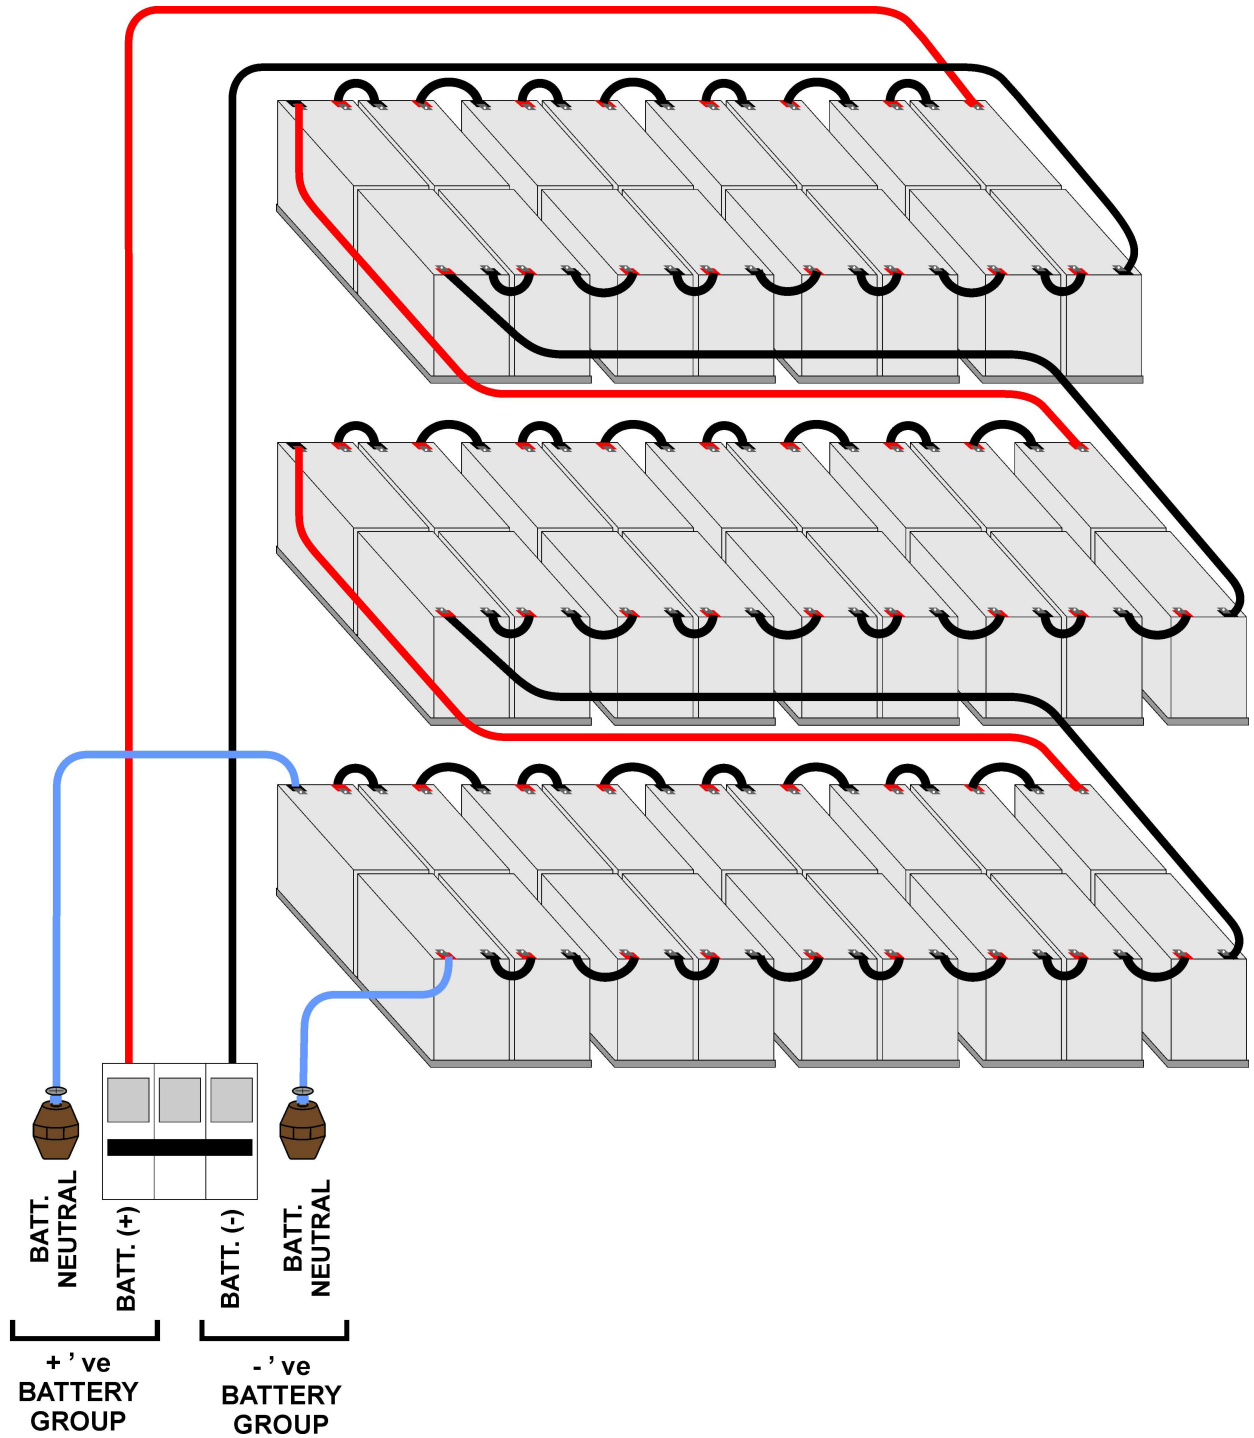 BATT.
NEUTRAL
BATT. (+)
BATT. (-)
BATT.
NEUTRAL
+ ' ve
BATTERY
GROUP
- ' ve
BATTERY
GROUP